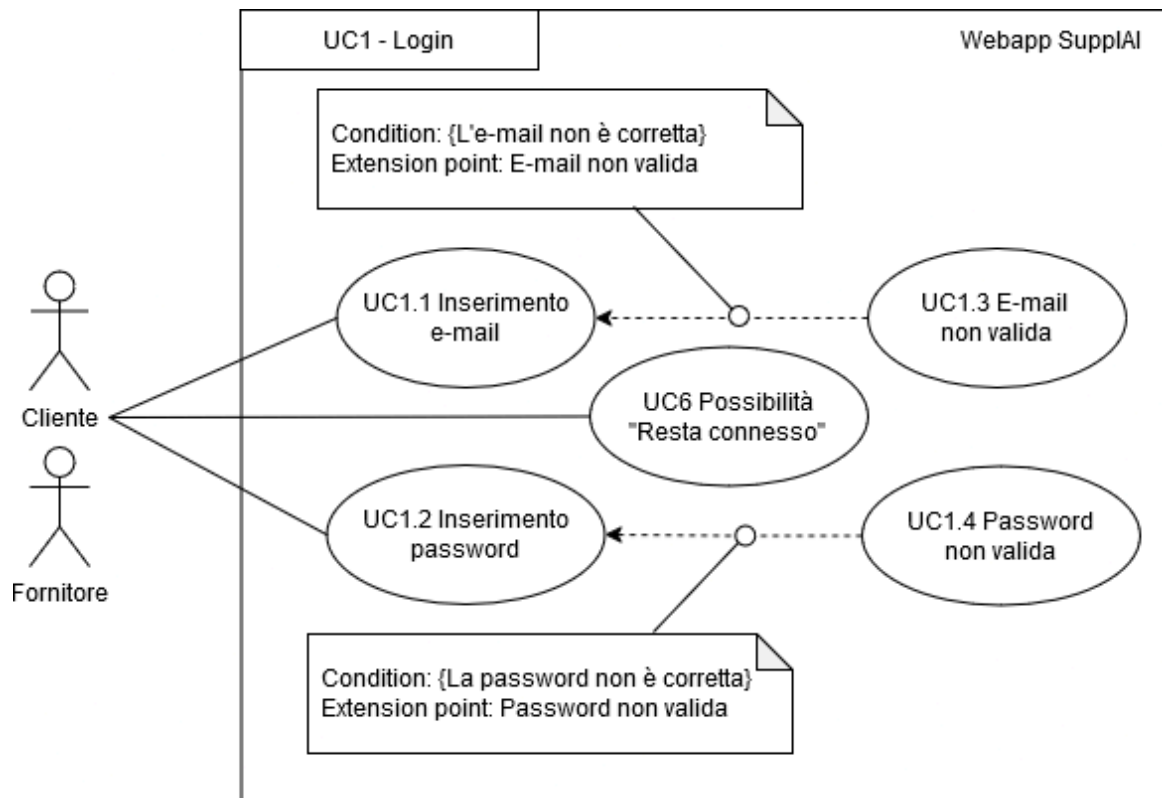 UC1 - Login
Webapp SupplAI
Condition: {L'e-mail non è corretta}
Extension point: E-mail non valida
UC1.1 Inserimento
e-mail
UC1.3 E-mail
non valida
Cliente
UC6 Possibilità
"Resta connesso"
UC1.2 Inserimento
password
UC1.4 Password
non valida
Fornitore
Condition: {La password non è corretta}
Extension point: Password non valida